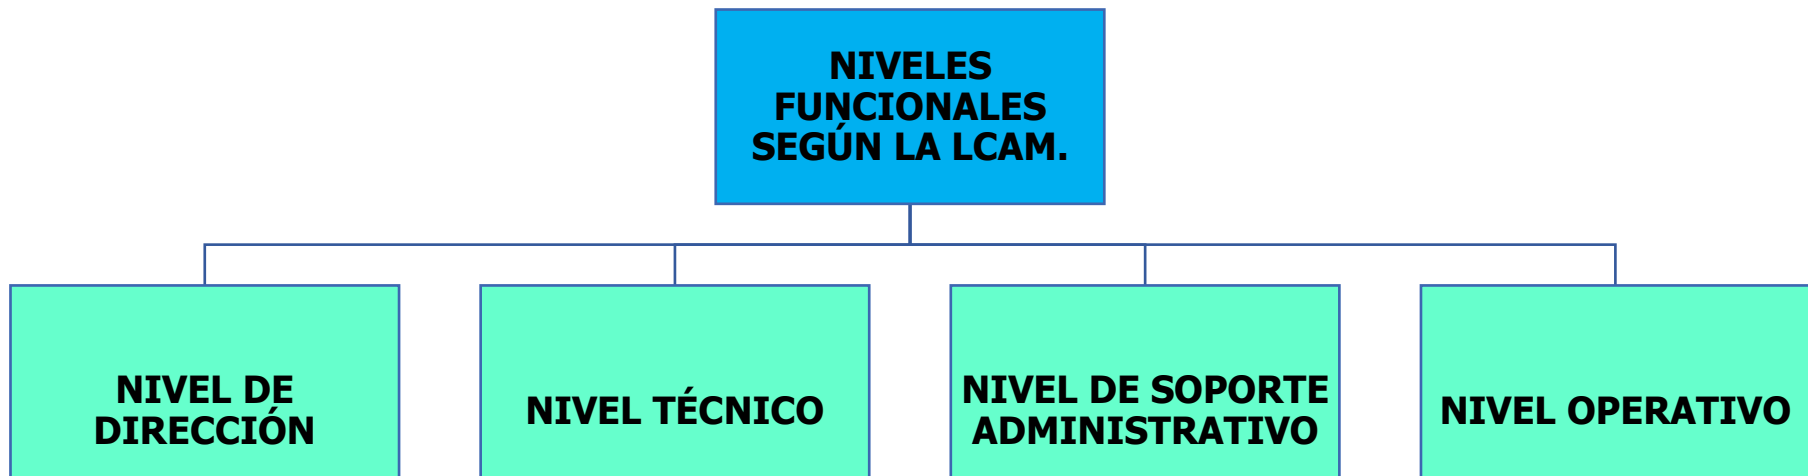 NIVELES
FUNCIONALES
SEGÚN LA LCAM.
NIVEL DE
DIRECCIÓN
NIVEL TÉCNICO
NIVEL DE SOPORTE
ADMINISTRATIVO
NIVEL OPERATIVO